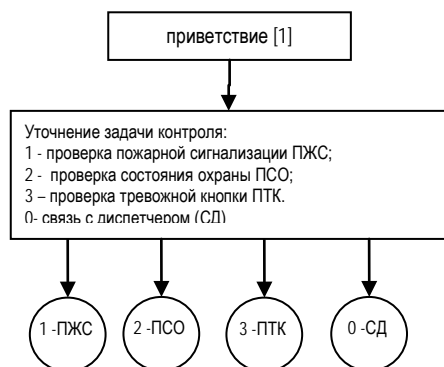 приветствие [1]
Уточнение задачи контроля:
1 - проверка пожарной сигнализации ПЖС;
2 - проверка состояния охраны ПСО;
3 – проверка тревожной кнопки ПТК.
0- связь с диспетчером (СД)
1 -ПЖС 2 -ПСО 3 -ПТК 0 -СД